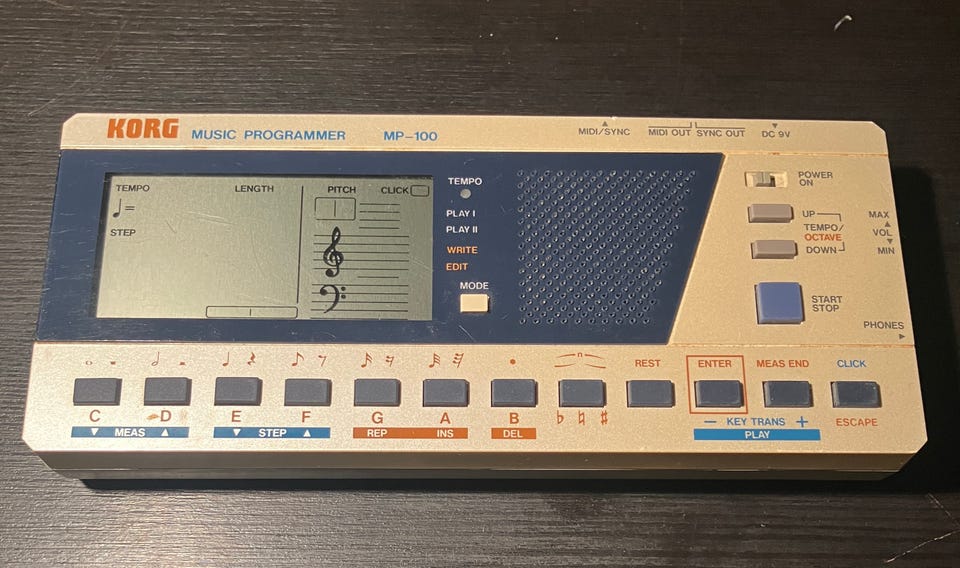 KORG MUSIC PROGRAMMER MP-100
MIDI/SYNC MIDI OUT SYNC OUT DC 9V
TEMPO LENGTH PITCH CLICK
♩=
STEP
TEMPO
PLAY I
PLAY II
WRITE
EDIT
MODE
POWER
ON
UP
TEMPO/
OCTAVE
DOWN
MAX
VOL
MIN
START
STOP
PHONES
n REST ENTER MEAS END CLICK
C D E F G A B ♭ ♮ ♯ − KEY TRANS + ESCAPE
▼ MEAS ▲ ▼ STEP ▲ REP INS DEL PLAY